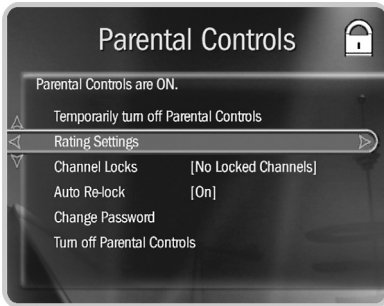 Parental Controls
Parental Controls are ON.
Temporarily turn off Parental Controls
Rating Settings
Channel Locks [No Locked Channels]
Auto Re-lock [On]
Change Password
Turn off Parental Controls